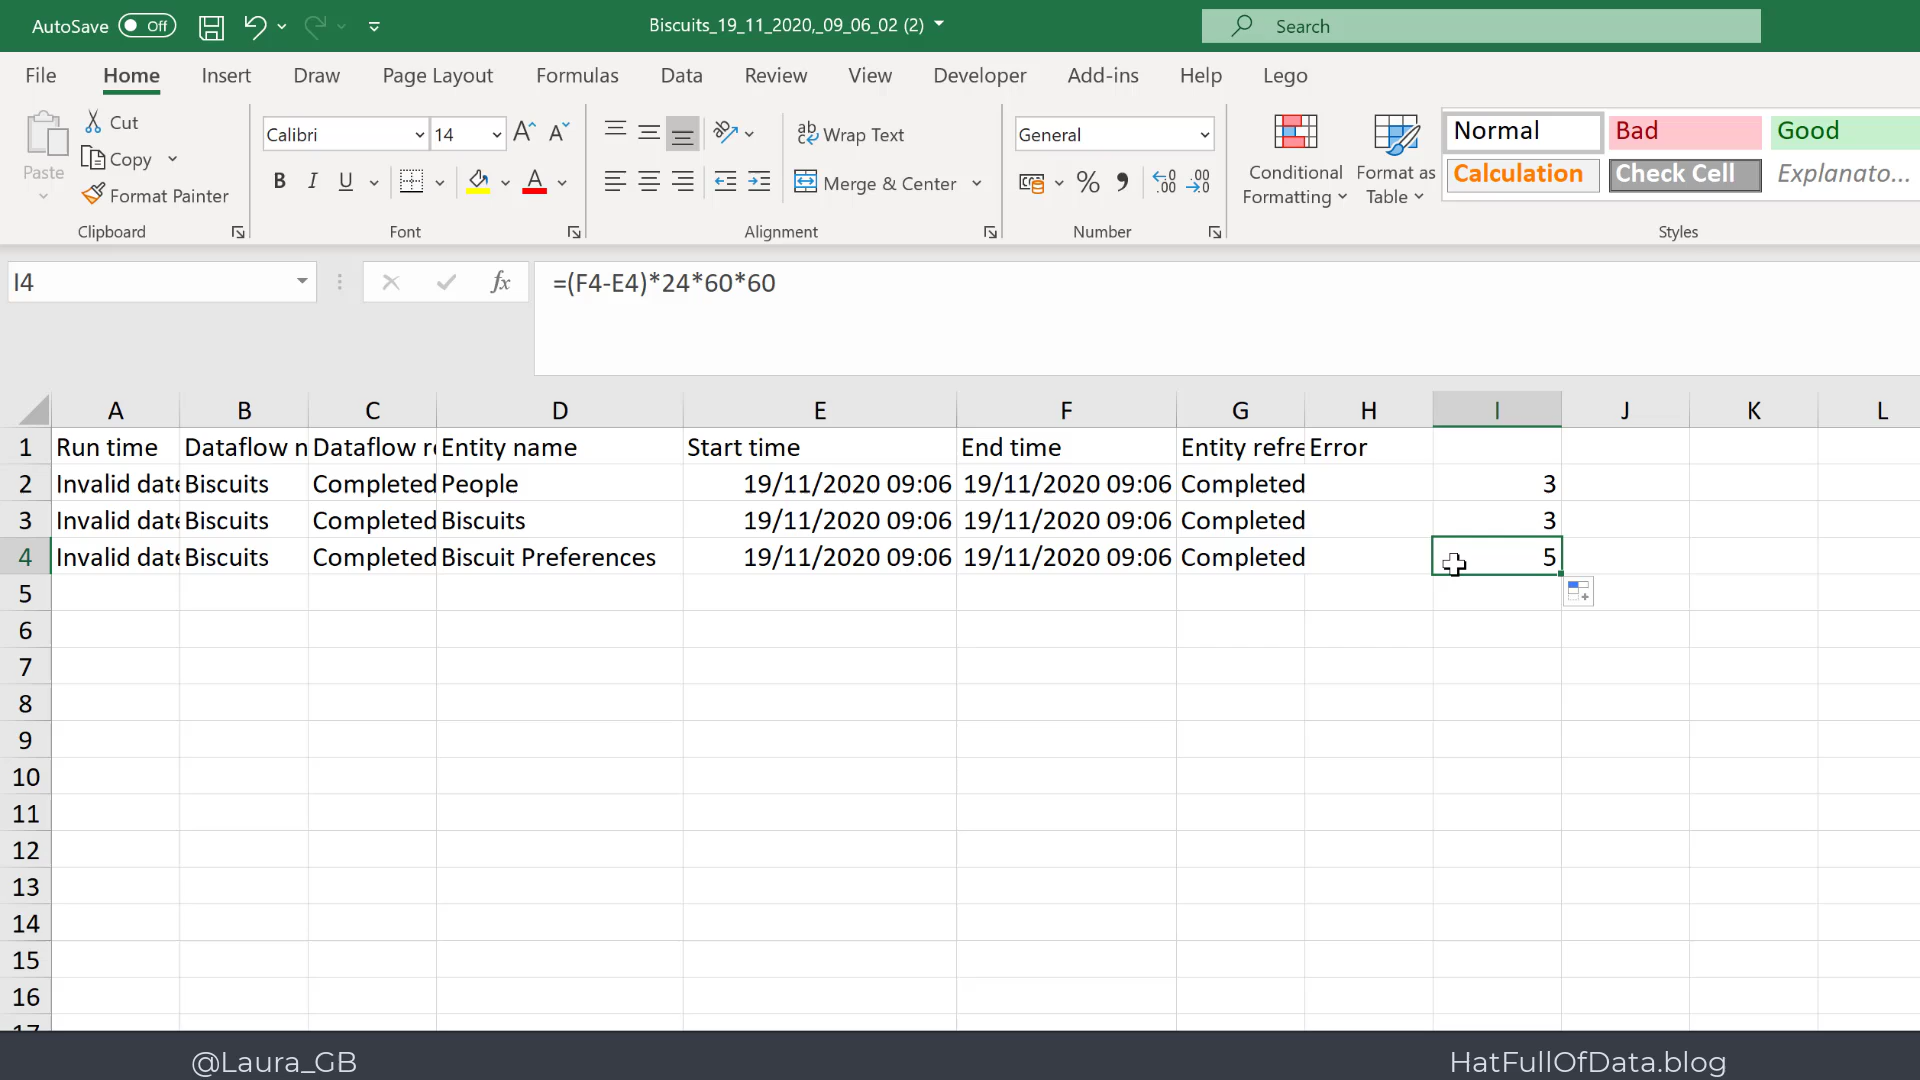 AutoSave Off Biscuits_19_11_2020,_09_06_02 (2) Search
File Home Insert Draw Page Layout Formulas Data Review View Developer Add-ins Help Lego
Paste
Cut
Copy
Format Painter
Clipboard
Calibri 14
B I U A
Font
Wrap Text
Merge & Center
Alignment
General
Number
Conditional Formatting
Format as Table
Normal Bad Good
Calculation Check Cell Explanato...
Styles
I4 fx =(F4-E4)*24*60*60
A B C D E F G H I J K L
1 Run time Dataflow n Dataflow re Entity name Start time End time Entity refre Error
2 Invalid date Biscuits Completed People 19/11/2020 09:06 19/11/2020 09:06 Completed 3
3 Invalid date Biscuits Completed Biscuits 19/11/2020 09:06 19/11/2020 09:06 Completed 3
4 Invalid date Biscuits Completed Biscuit Preferences 19/11/2020 09:06 19/11/2020 09:06 Completed 5
5
6
7
8
9
10
11
12
13
14
15
16
17
@Laura_GB HatFullOfData.blog